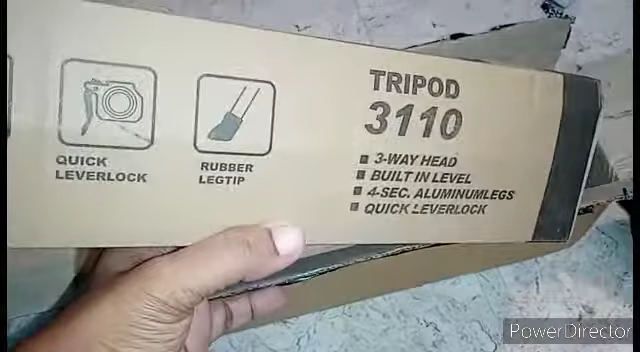 QUICK
LEVERLOCK
RUBBER
LEGTIP
TRIPOD
3110
3-WAY HEAD
BUILT IN LEVEL
4-SEC. ALUMINUMLEGS
QUICK LEVERLOCK
PowerDirector